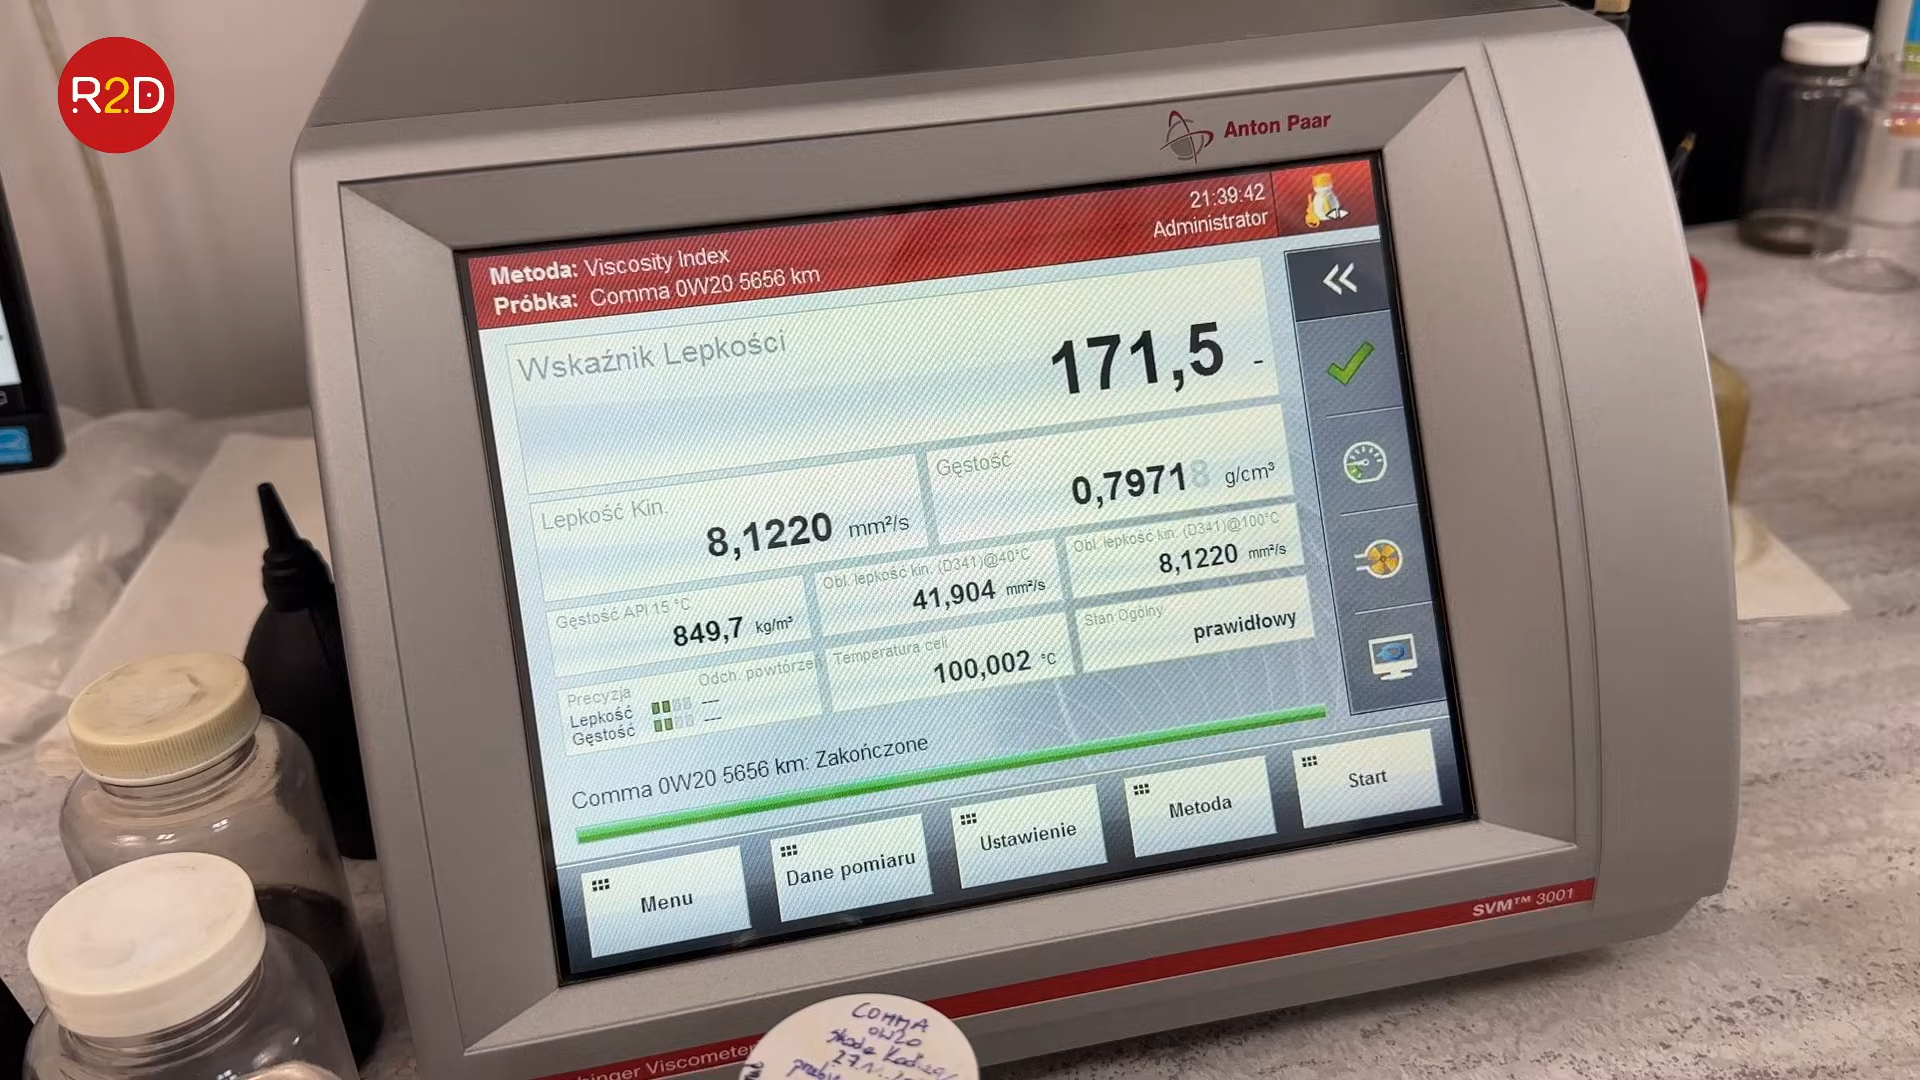 R2D
Anton Paar
21:39:42
Administrator
Metoda: Viscosity Index
Próbka: Comma 0W20 5656 km
Wskaźnik Lepkości
171,5 -
Lepkość Kin.
8,1220 mm²/s
Gęstość
0,79718 g/cm³
Gęstość API 15 °C
849,7 kg/m³
Obl. lepkość kin. (D341)@40°C
41,904 mm²/s
Obl. lepkość kin. (D341)@100°C
8,1220 mm²/s
Precyzja
Odch. powtórzeń
Lepkość ---
Gęstość ---
Temperatura celi
100,002 °C
Stan Ogólny
prawidłowy
Comma 0W20 5656 km: Zakończone
Menu
Dane pomiaru
Ustawienie
Metoda
Start
SVM™ 3001
Viscometer
COMMA
0W20
Skoda